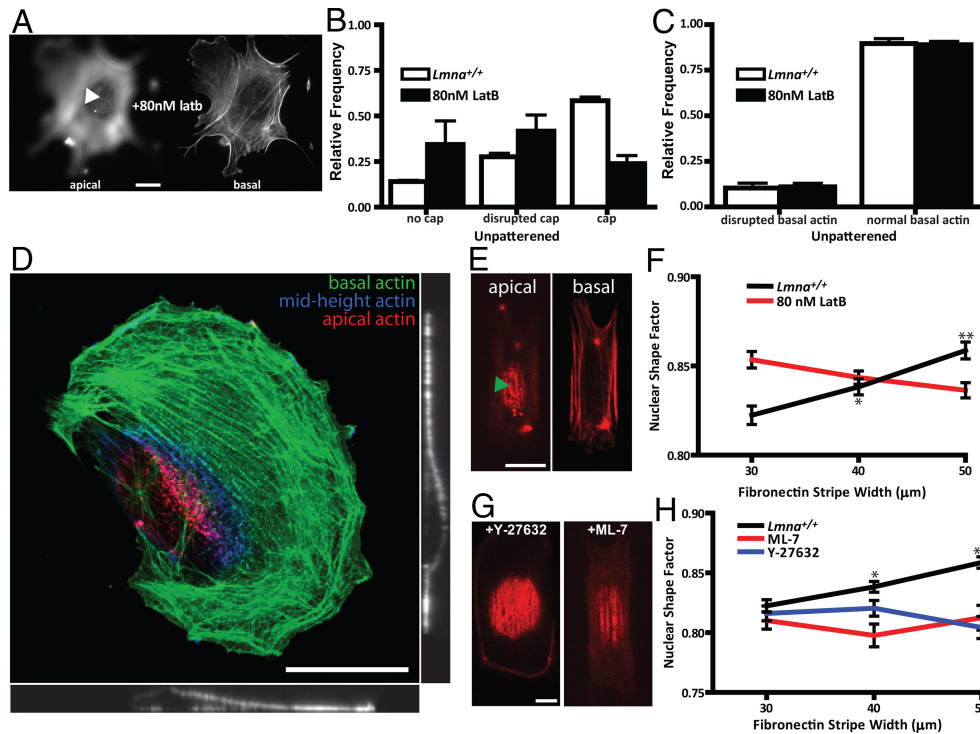 A
+80nM latb
apical
basal
B
Relative Frequency
1.00
0.75
0.50
0.25
0.00
Lmna+/+
80nM LatB
no cap
disrupted cap
cap
Unpatterened
C
Relative Frequency
1.00
0.75
0.50
0.25
0.00
Lmna+/+
80nM LatB
disrupted basal actin
normal basal actin
Unpatterened
D
basal actin
mid-height actin
apical actin
E
apical
basal
F
Nuclear Shape Factor
0.90
0.85
0.80
Lmna+/+
80 nM LatB
*
**
30
40
50
Fibronectin Stripe Width (μm)
G
+Y-27632
+ML-7
H
Nuclear Shape Factor
0.90
0.85
0.80
0.75
Lmna+/+
ML-7
Y-27632
*
*
30
40
Fibronectin Stripe Width (μm)